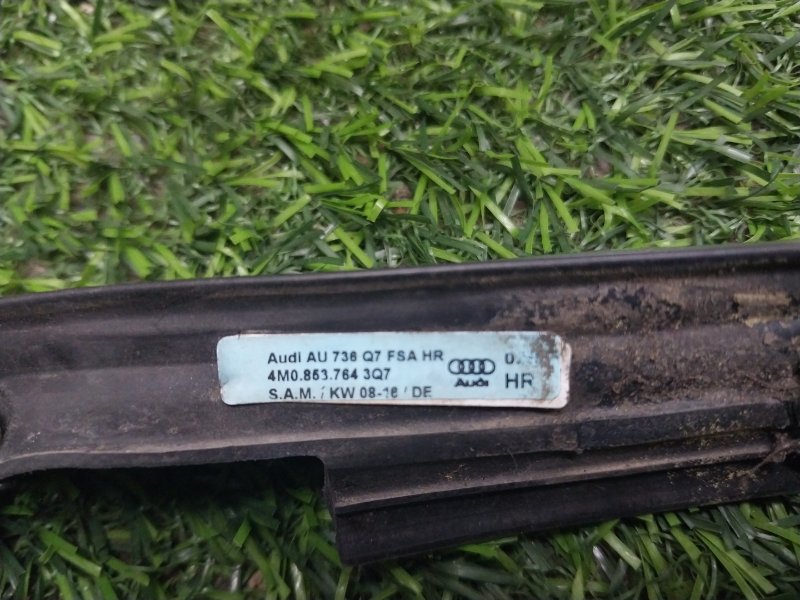 Audi AU 736 Q7 FSA HR
4M0.853.764 3Q7
S.A.M. / KW 08-16 / DE
Audi
HR